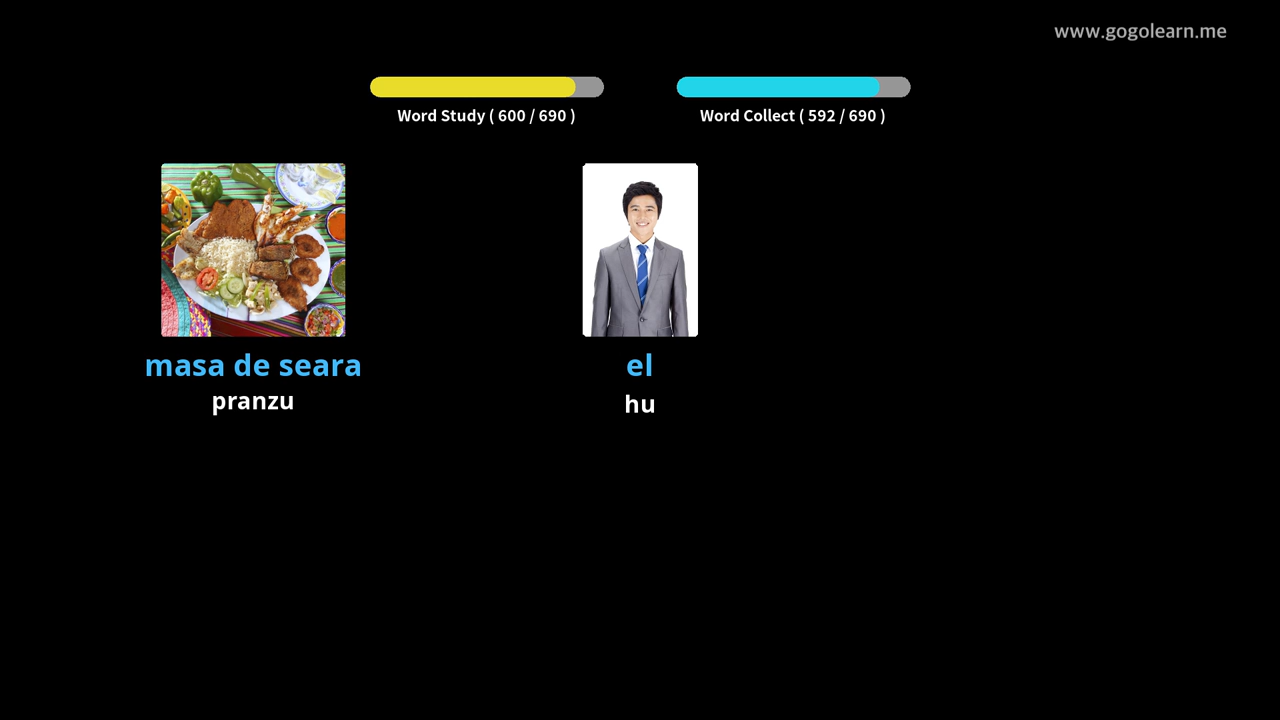 www.gogolearn.me
Word Study ( 600 / 690 )
Word Collect ( 592 / 690 )
masa de seara
pranzu
el
hu